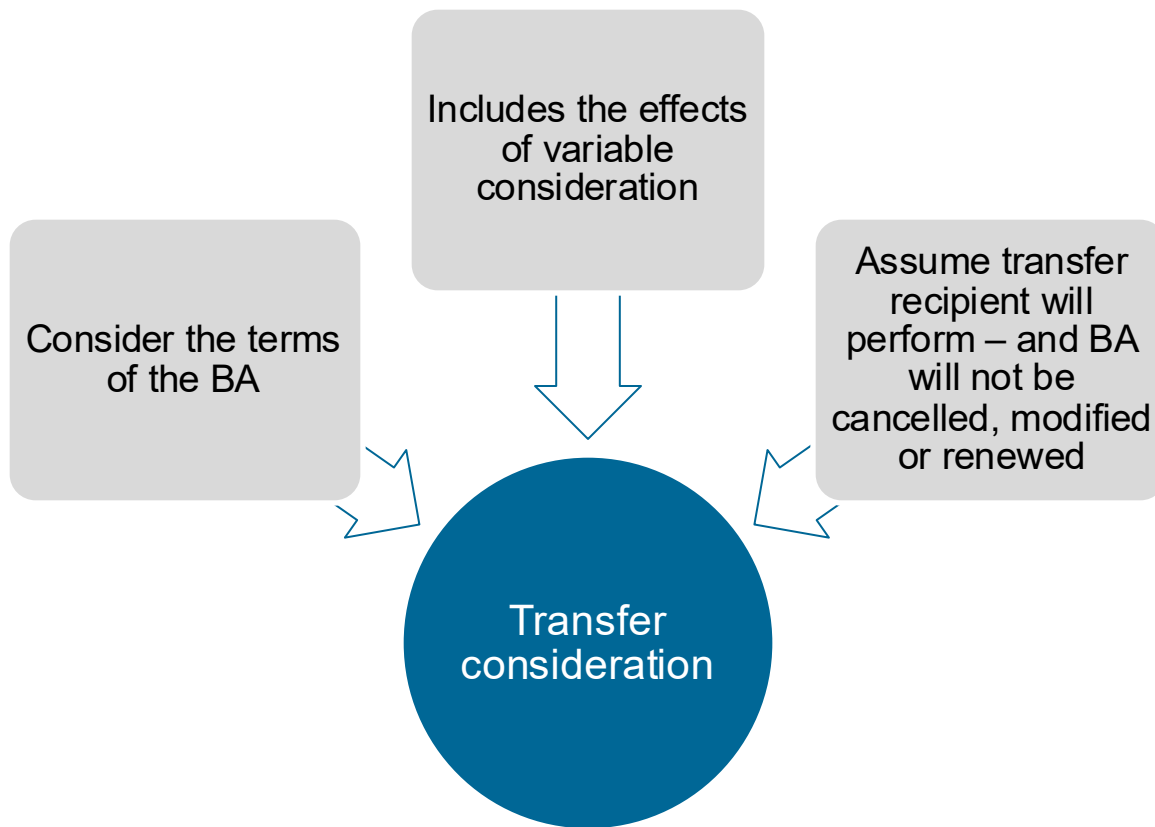 Includes the effects
of variable
consideration
Consider the terms
of the BA
Assume transfer
recipient will
perform – and BA
will not be
cancelled, modified
or renewed
Transfer
consideration